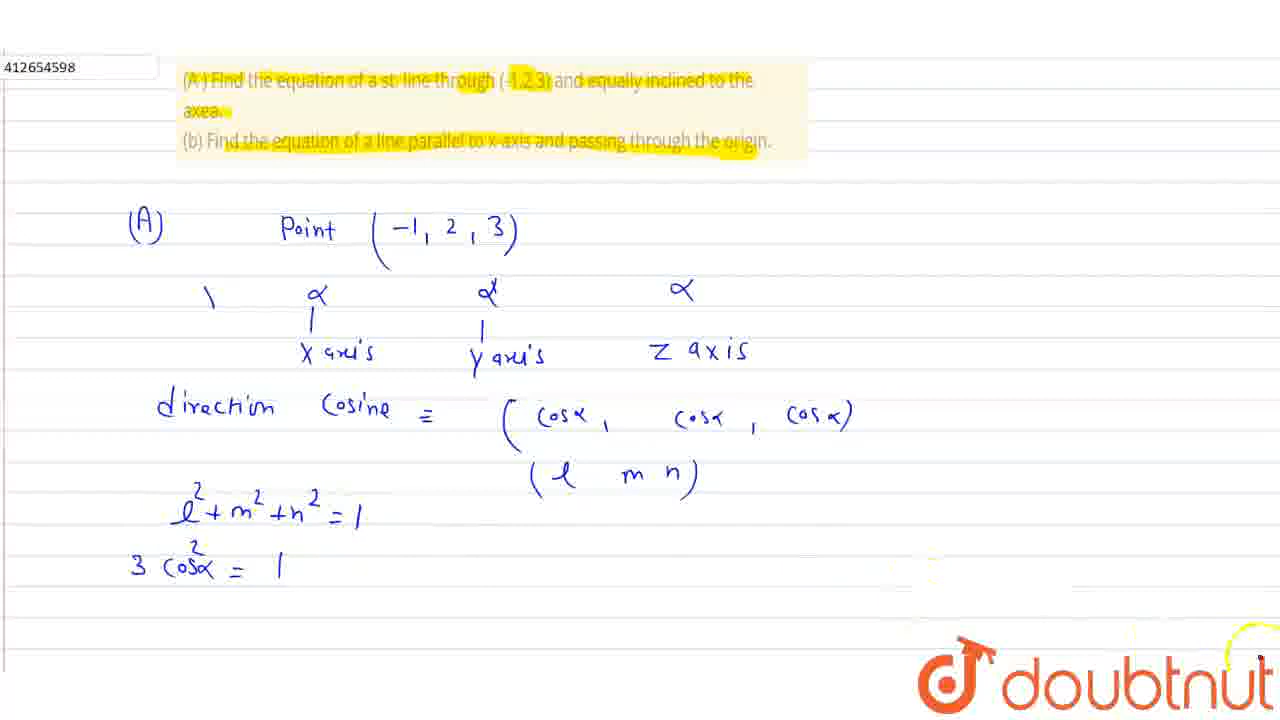 412654598
(A ) Find the equation of a st. line through (-1,2,3) and equally inclined to the
axea.
(b) Find the equation of a line parallel to x-axis and passing through the origin.
(A) Point (-1, 2, 3)
\ α α α
X axis Y axis Z axis
direction cosine ≡ (cosα, cosα, cosα)
(l m n)
l²+m²+n²=1
3 cos²α = 1
doubtnut